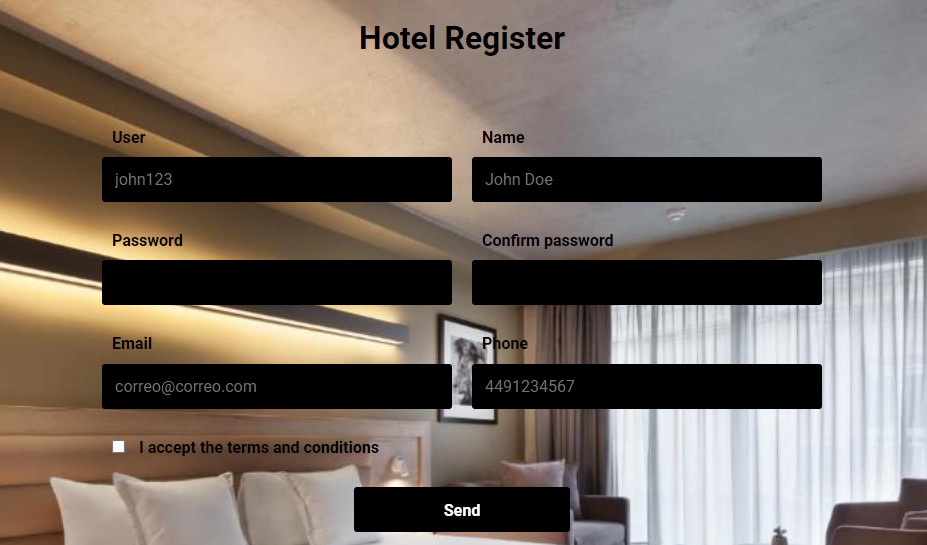 Hotel Register
User
Name
john123
John Doe
Password
Confirm password
Email
Phone
correo@correo.com
4491234567
I accept the terms and conditions
Send